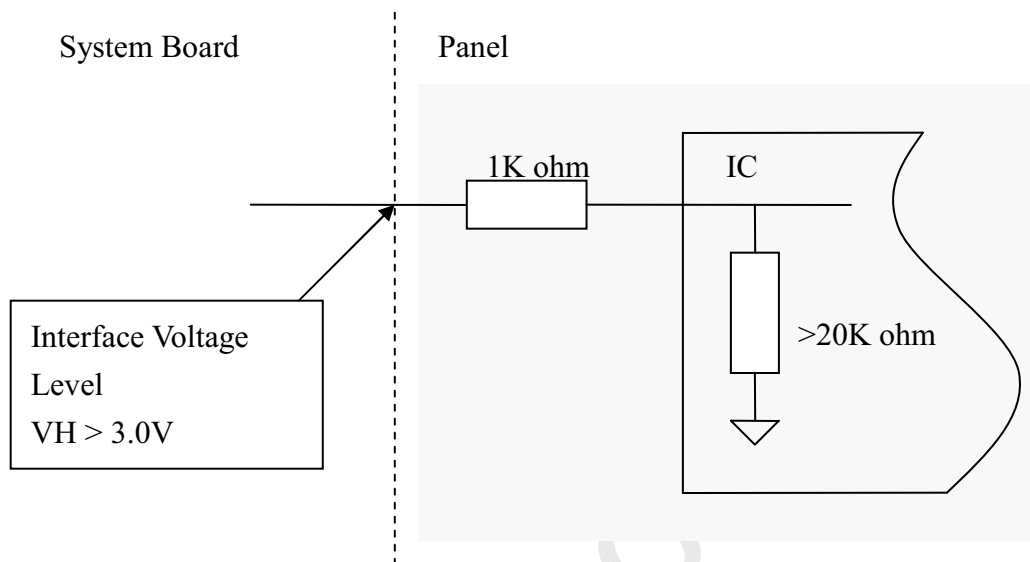 System Board
Panel
1K ohm
IC
>20K ohm
Interface Voltage
Level
VH > 3.0V